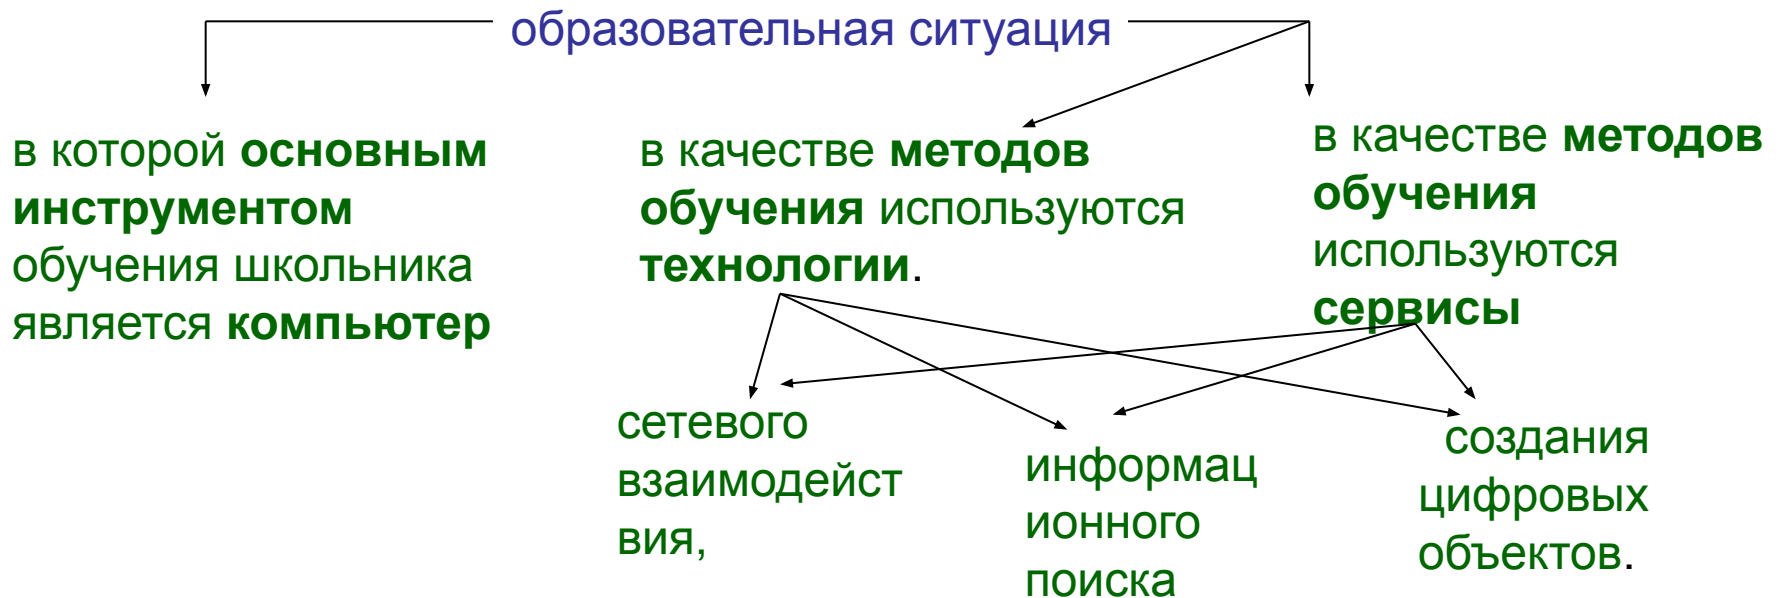 образовательная ситуация
в которой основным
инструментом
обучения школьника
является компьютер
в качестве методов
обучения используются
технологии.
в качестве методов
обучения
используются
сервисы
сетевого
взаимодейст
вия,
информац
ионного
поиска
создания
цифровых
объектов.